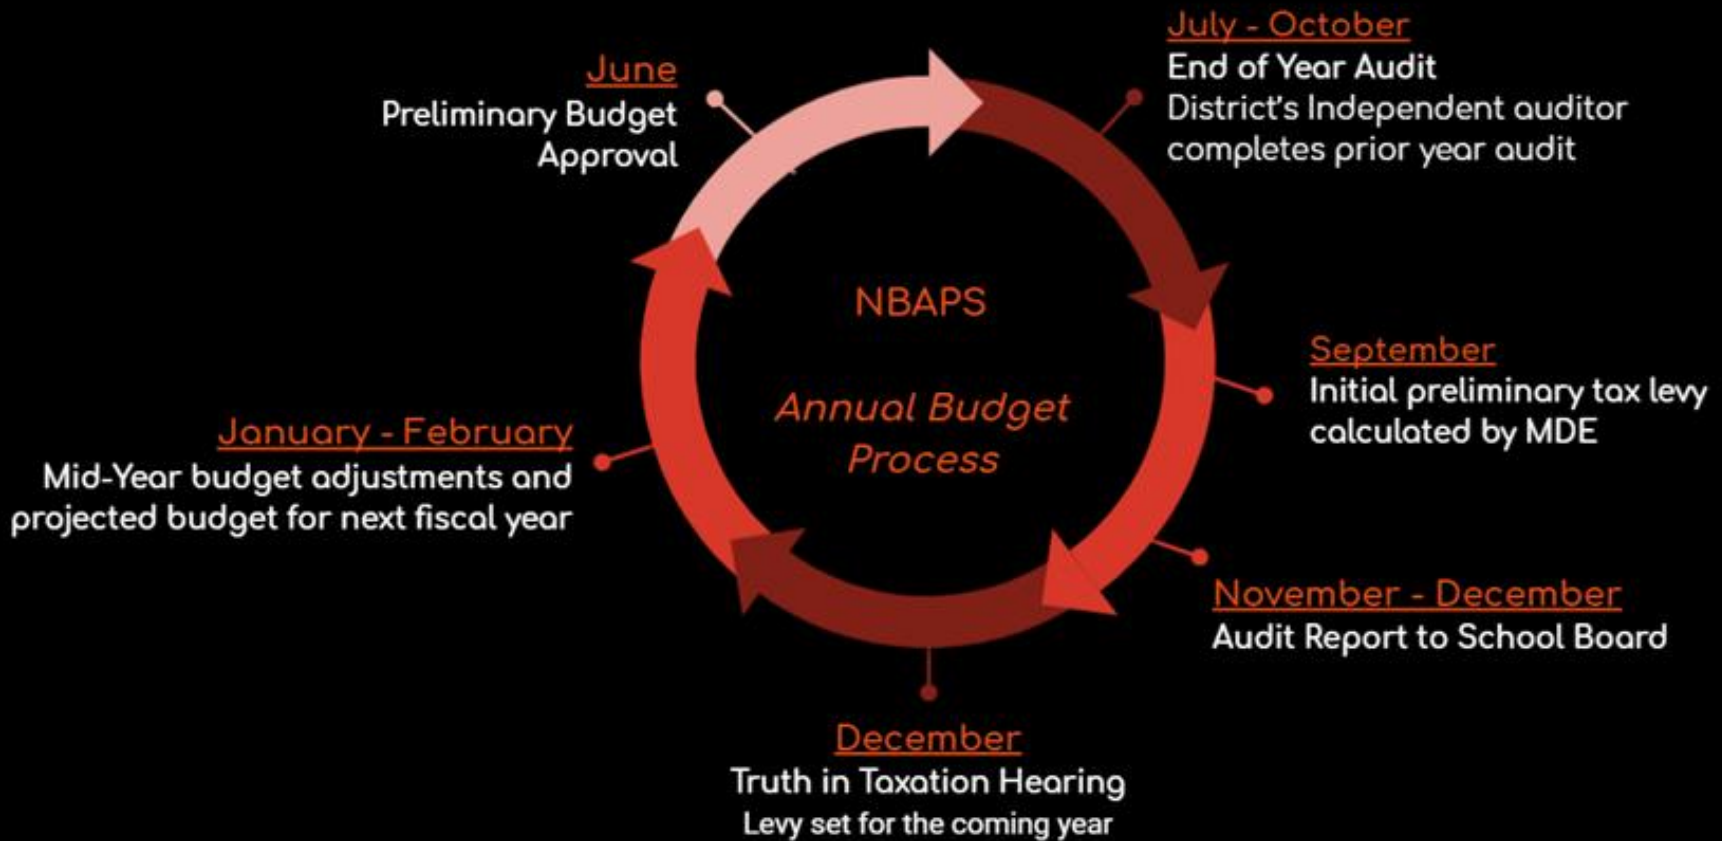 NBAPS
Annual Budget
Process
July - October
End of Year Audit
District's Independent auditor
completes prior year audit
September
Initial preliminary tax levy
calculated by MDE
November - December
Audit Report to School Board
December
Truth in Taxation Hearing
Levy set for the coming year
January - February
Mid-Year budget adjustments and
projected budget for next fiscal year
June
Preliminary Budget
Approval